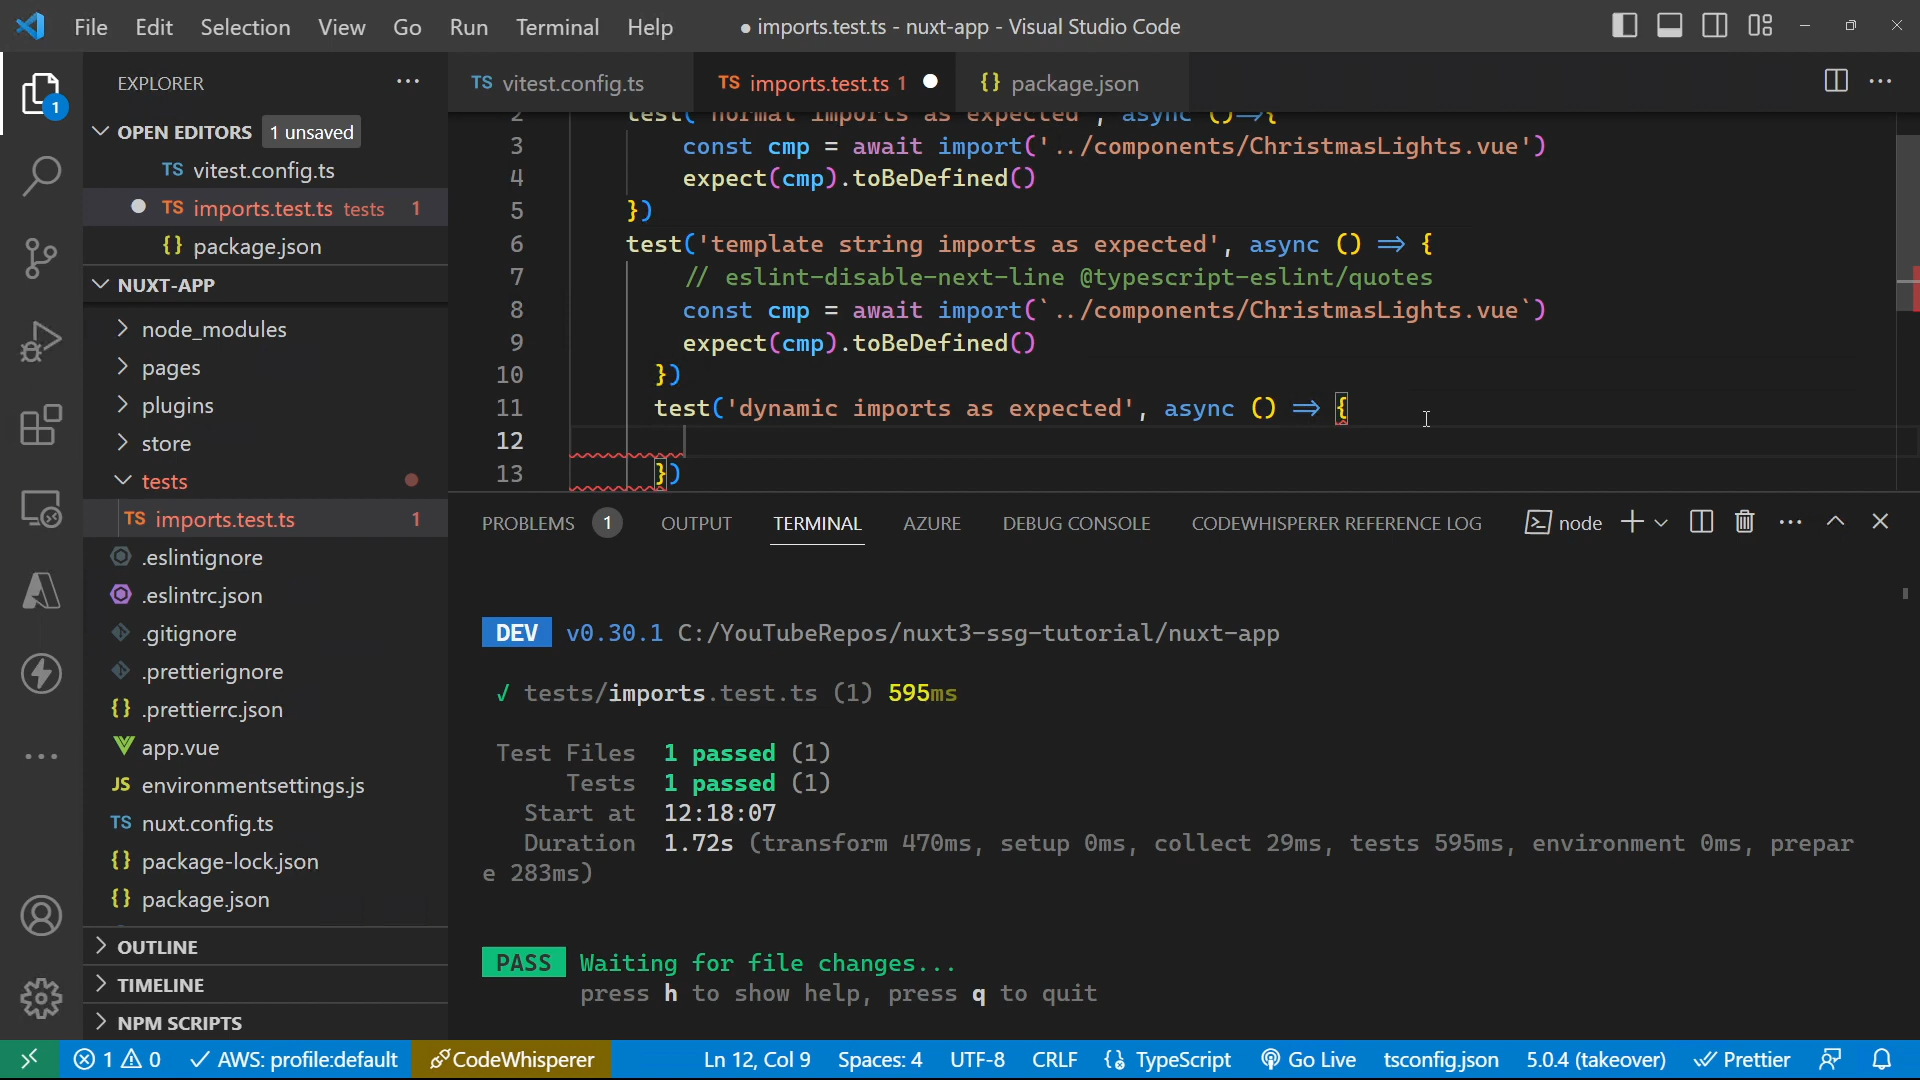 File Edit Selection View Go Run Terminal Help
● imports.test.ts - nuxt-app - Visual Studio Code
EXPLORER
OPEN EDITORS 1 unsaved
TS vitest.config.ts
TS imports.test.ts tests 1
{} package.json
NUXT-APP
node_modules
pages
plugins
store
tests
TS imports.test.ts 1
.eslintignore
.eslintrc.json
.gitignore
.prettierignore
{} .prettierrc.json
app.vue
JS environmentsettings.js
TS nuxt.config.ts
{} package-lock.json
{} package.json
OUTLINE
TIMELINE
NPM SCRIPTS
1
TS vitest.config.ts
TS imports.test.ts 1
{} package.json
2 test('normal imports as expected', async ()=>{
3 const cmp = await import('../components/ChristmasLights.vue')
4 expect(cmp).toBeDefined()
5 })
6 test('template string imports as expected', async () => {
7 // eslint-disable-next-line @typescript-eslint/quotes
8 const cmp = await import(`../components/ChristmasLights.vue`)
9 expect(cmp).toBeDefined()
10 })
11 test('dynamic imports as expected', async () => {
12
13 })
PROBLEMS 1 OUTPUT TERMINAL AZURE DEBUG CONSOLE CODEWHISPERER REFERENCE LOG node
DEV v0.30.1 C:/YouTubeRepos/nuxt3-ssg-tutorial/nuxt-app
√ tests/imports.test.ts (1) 595ms
Test Files 1 passed (1)
Tests 1 passed (1)
Start at 12:18:07
Duration 1.72s (transform 470ms, setup 0ms, collect 29ms, tests 595ms, environment 0ms, prepar
e 283ms)
PASS Waiting for file changes...
press h to show help, press q to quit
1 0 AWS: profile:default CodeWhisperer Ln 12, Col 9 Spaces: 4 UTF-8 CRLF {} TypeScript Go Live tsconfig.json 5.0.4 (takeover) Prettier